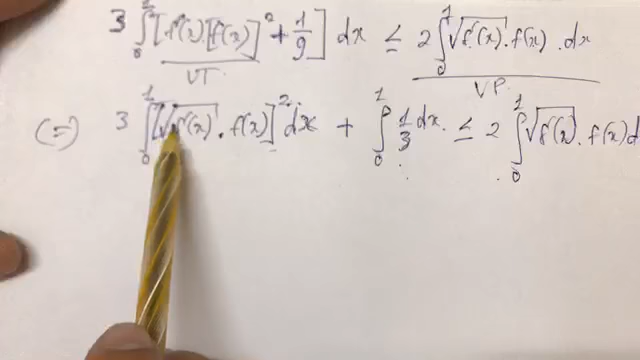 3 ∫₀¹ [f'(x)[f(x)]² + 1/9] dx ≤ 2 ∫₀¹ √f'(x) . f(x) . dx
VT VP
(=) 3 ∫₀¹ [√f'(x) . f(x)]² dx + ∫₀¹ 1/3 dx ≤ 2 ∫₀¹ √f'(x) . f(x) d